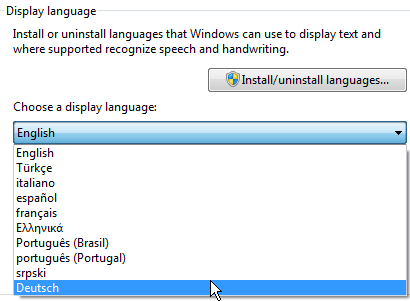 Display language
Install or uninstall languages that Windows can use to display text and
where supported recognize speech and handwriting.
Install/uninstall languages...
Choose a display language:
English
English
Türkçe
italiano
español
français
Ελληνικά
Português (Brasil)
português (Portugal)
srpski
Deutsch